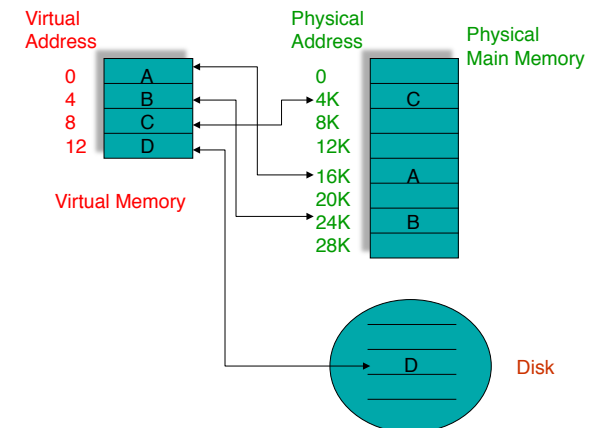 Virtual
Address
0
4
8
12
A
B
C
D
Virtual Memory
Physical
Address
0
4K
8K
12K
16K
20K
24K
28K
Physical
Main Memory
C
A
B
D
Disk